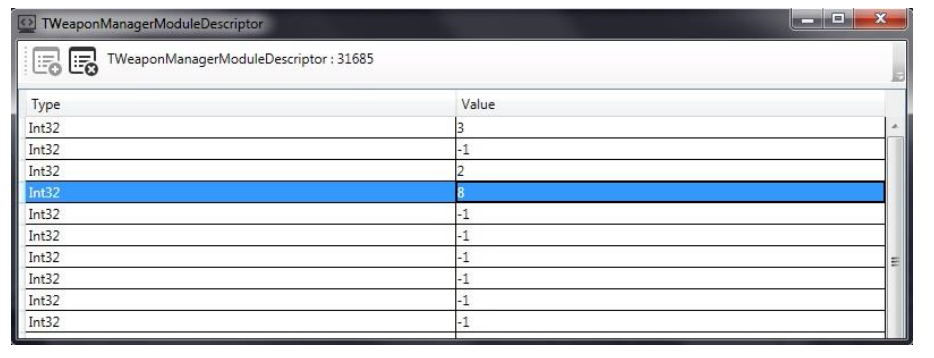 TWeaponManagerModuleDescriptor
TWeaponManagerModuleDescriptor : 31685
Type Value
Int32 3
Int32 -1
Int32 2
Int32 8
Int32 -1
Int32 -1
Int32 -1
Int32 -1
Int32 -1
Int32 -1